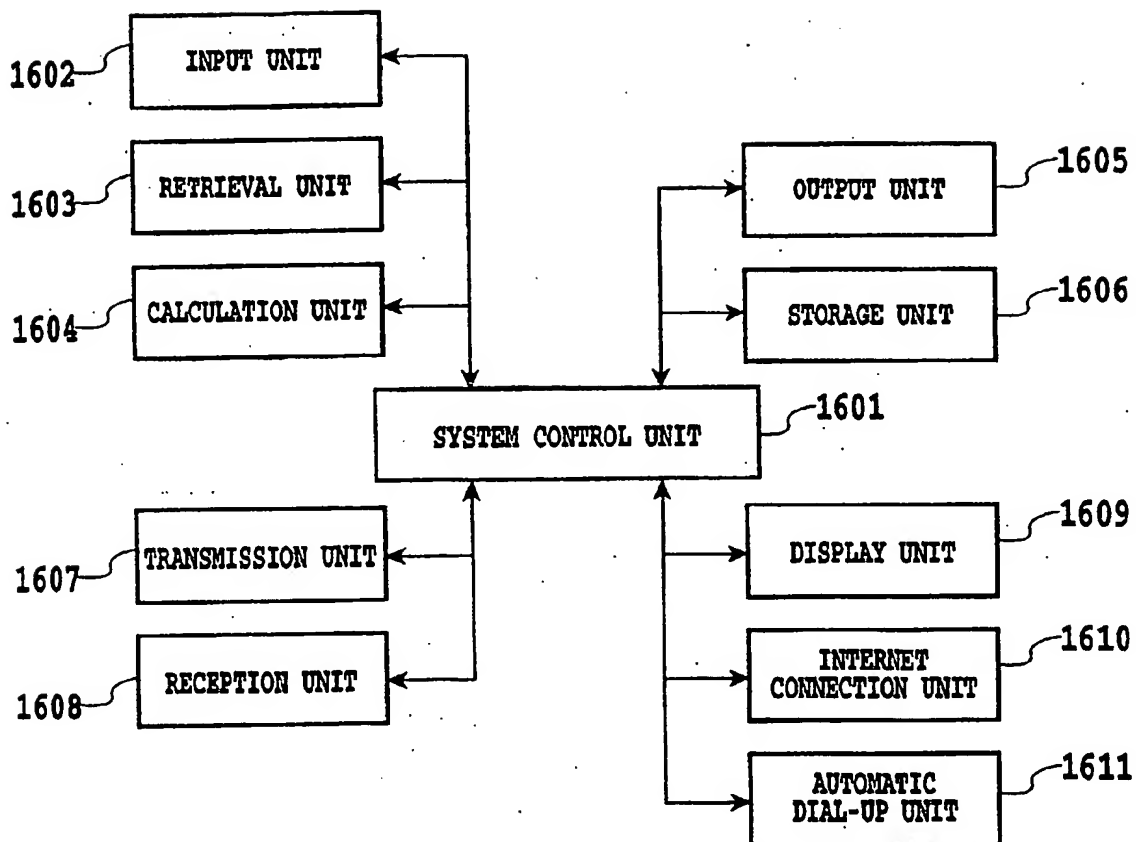 1602
INPUT UNIT
1603
RETRIEVAL UNIT
1604
CALCULATION UNIT
1605
OUTPUT UNIT
1606
STORAGE UNIT
1601
SYSTEM CONTROL UNIT
1607
TRANSMISSION UNIT
1608
RECEPTION UNIT
1609
DISPLAY UNIT
1610
INTERNET
CONNECTION UNIT
1611
AUTOMATIC
DIAL-UP UNIT